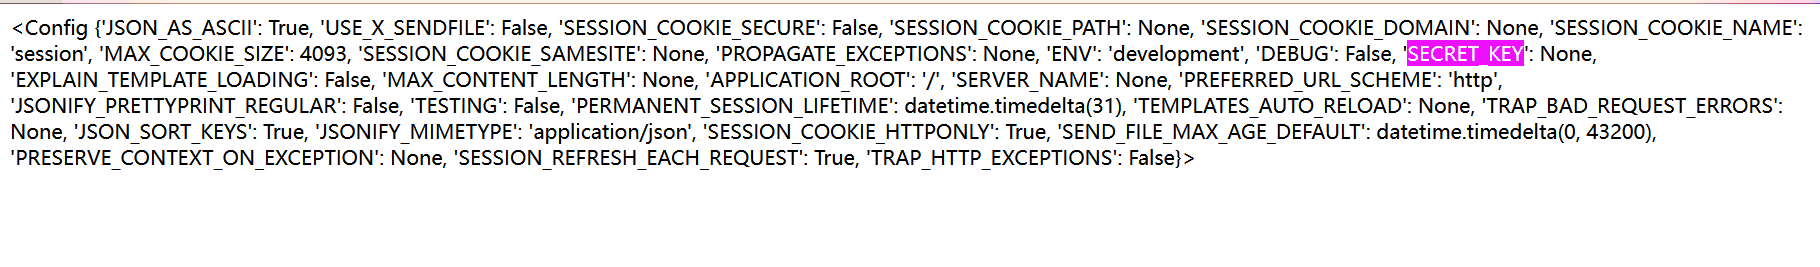 <Config {'JSON_AS_ASCII': True, 'USE_X_SENDFILE': False, 'SESSION_COOKIE_SECURE': False, 'SESSION_COOKIE_PATH': None, 'SESSION_COOKIE_DOMAIN': None, 'SESSION_COOKIE_NAME':
'session', 'MAX_COOKIE_SIZE': 4093, 'SESSION_COOKIE_SAMESITE': None, 'PROPAGATE_EXCEPTIONS': None, 'ENV': 'development', 'DEBUG': False, 'SECRET_KEY': None,
'EXPLAIN_TEMPLATE_LOADING': False, 'MAX_CONTENT_LENGTH': None, 'APPLICATION_ROOT': '/', 'SERVER_NAME': None, 'PREFERRED_URL_SCHEME': 'http',
'JSONIFY_PRETTYPRINT_REGULAR': False, 'TESTING': False, 'PERMANENT_SESSION_LIFETIME': datetime.timedelta(31), 'TEMPLATES_AUTO_RELOAD': None, 'TRAP_BAD_REQUEST_ERRORS':
None, 'JSON_SORT_KEYS': True, 'JSONIFY_MIMETYPE': 'application/json', 'SESSION_COOKIE_HTTPONLY': True, 'SEND_FILE_MAX_AGE_DEFAULT': datetime.timedelta(0, 43200),
'PRESERVE_CONTEXT_ON_EXCEPTION': None, 'SESSION_REFRESH_EACH_REQUEST': True, 'TRAP_HTTP_EXCEPTIONS': False}>